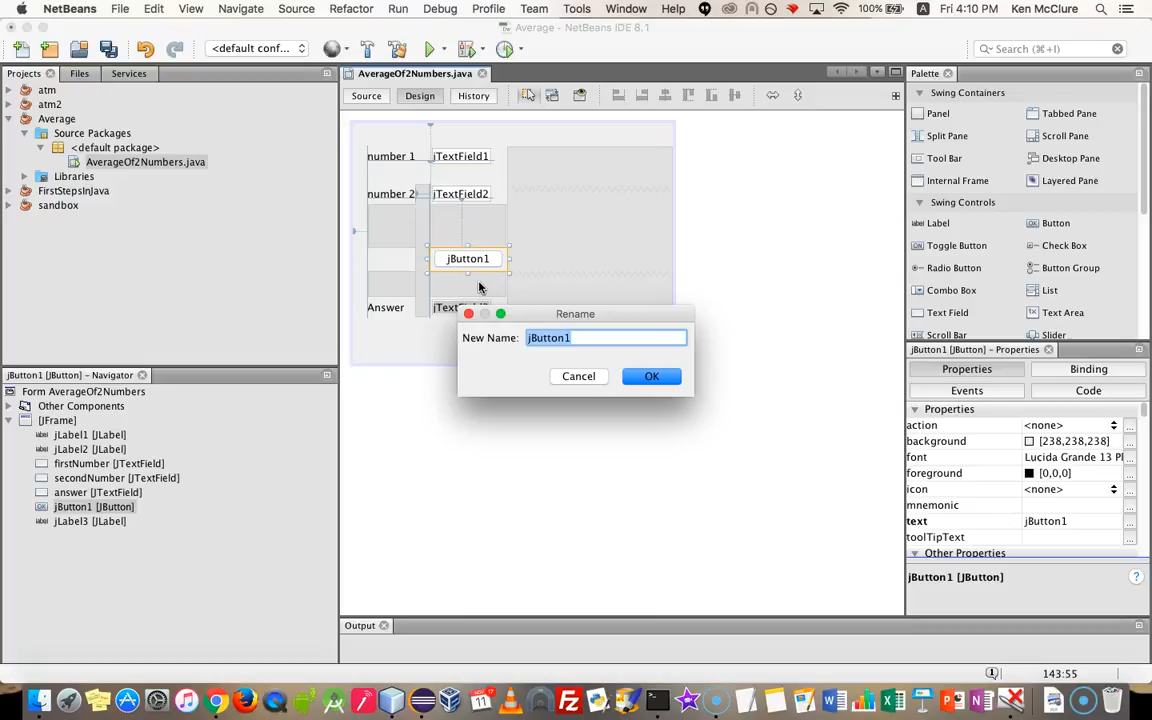 NetBeans File Edit View Navigate Source Refactor Run Debug Profile Team Tools Window Help 100% A Fri 4:10 PM Ken McClure
Average - NetBeans IDE 8.1
<default conf... Search (⌘+I)
Projects Files Services
atm
atm2
Average
Source Packages
<default package>
AverageOf2Numbers.java
Libraries
FirstStepsInJava
sandbox
AverageOf2Numbers.java
Source Design History
number 1 jTextField1
number 2 jTextField2
jButton1
Answer
Rename
New Name: jButton1
Cancel OK
Palette
Swing Containers
Panel Tabbed Pane
Split Pane Scroll Pane
Tool Bar Desktop Pane
Internal Frame Layered Pane
Swing Controls
Label Button
Toggle Button Check Box
Radio Button Button Group
Combo Box List
Text Field Text Area
Scroll Bar Slider
jButton1 [JButton] - Properties
Properties Binding
Events Code
Properties
action <none> ...
background [238,238,238] ...
font Lucida Grande 13 Pl ...
foreground [0,0,0] ...
icon <none> ...
mnemonic ...
text jButton1 ...
toolTipText ...
Other Properties
jButton1 [JButton]
?
jButton1 [JButton] - Navigator
Form AverageOf2Numbers
Other Components
[JFrame]
jLabel1 [JLabel]
jLabel2 [JLabel]
firstNumber [JTextField]
secondNumber [JTextField]
answer [JTextField]
jButton1 [JButton]
jLabel3 [JLabel]
Output
143:55